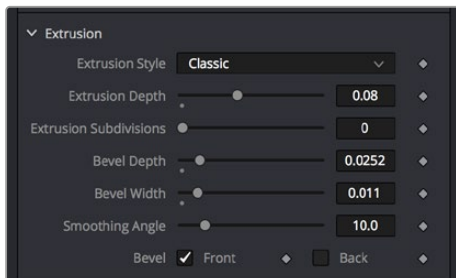 Extrusion
Extrusion Style Classic
Extrusion Depth 0.08
Extrusion Subdivisions 0
Bevel Depth 0.0252
Bevel Width 0.011
Smoothing Angle 10.0
Bevel Front Back